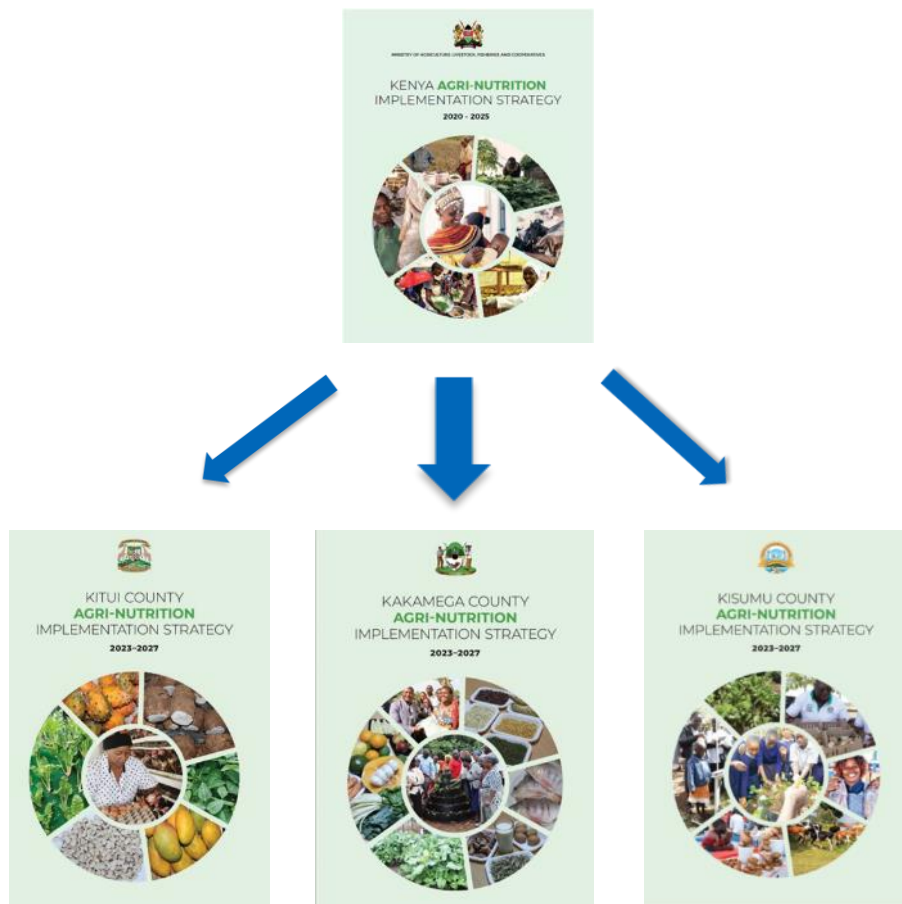 MINISTRY OF AGRICULTURE, LIVESTOCK, FISHERIES AND COOPERATIVES
KENYA AGRI-NUTRITION
IMPLEMENTATION STRATEGY
2020 - 2025
KITUI COUNTY
AGRI-NUTRITION
IMPLEMENTATION STRATEGY
2023–2027
KAKAMEGA COUNTY
AGRI-NUTRITION
IMPLEMENTATION STRATEGY
2023–2027
KISUMU COUNTY
AGRI-NUTRITION
IMPLEMENTATION STRATEGY
2023–2027